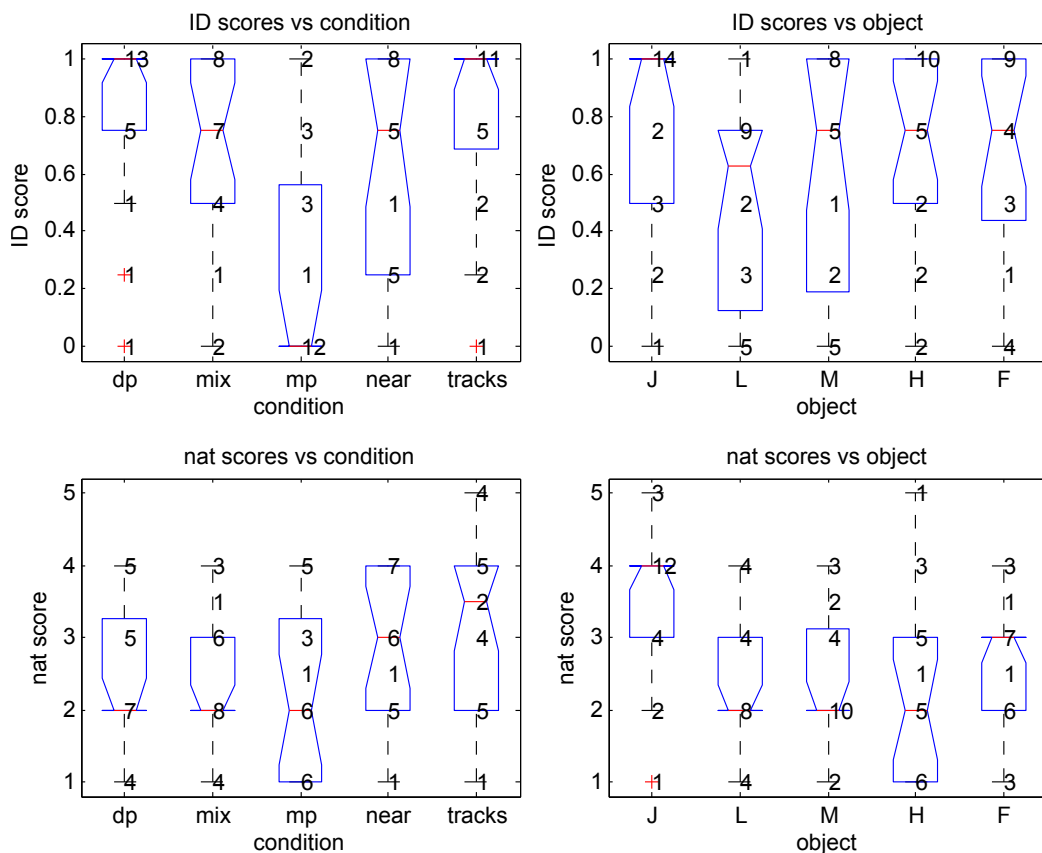 ID scores vs condition
1 13 8 2 8 11
0.8
5 7 3 5 5
0.6
ID score
1 4 3 1 2
0.4
1 1 1 5 2
0.2
0 1 2 12 1 1
dp mix mp near tracks
condition
ID scores vs object
1 14 1 8 10 9
0.8
2 9 5 5 4
0.6
ID score
3 2 1 2 3
0.4
2 3 2 2 1
0.2
0 1 5 5 2 4
J L M H F
object
nat scores vs condition
5 4
4 5 3 5 7 5
1 2
nat score
3 5 6 3 6 4
1 1
2 7 8 6 5 5
1 4 4 6 1 1
dp mix mp near tracks
condition
nat scores vs object
5 3 1
4 12 4 3 3 3
2 1
nat score
3 4 4 4 5 7
1 1
2 2 8 10 5 6
1 1 4 2 6 3
J L M H F
object